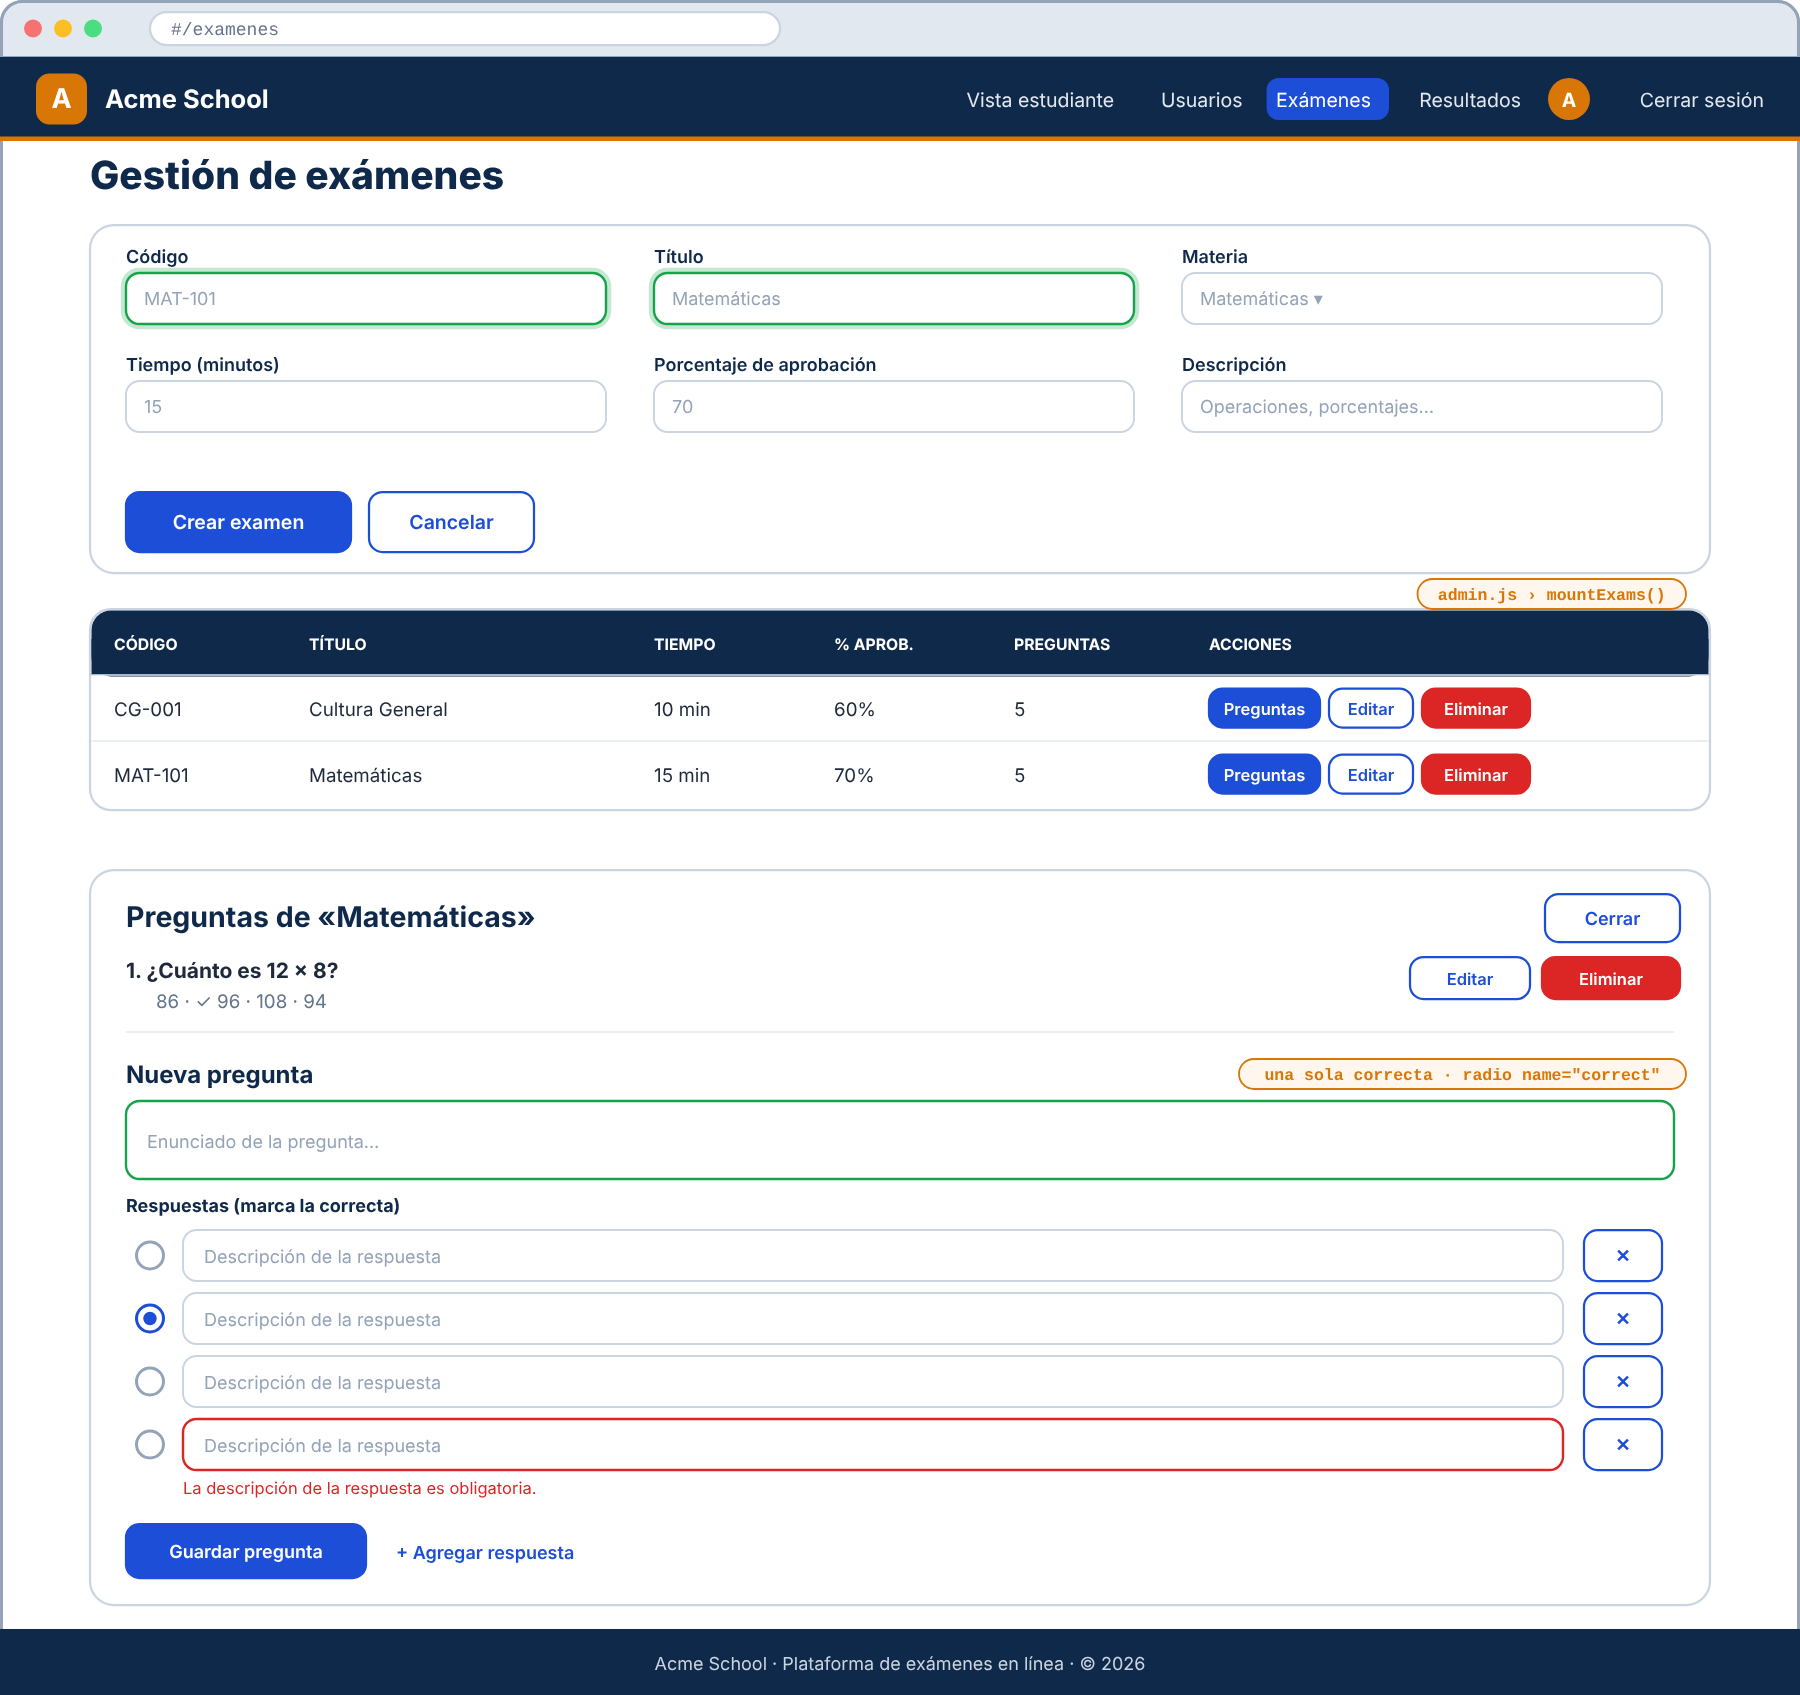 #/examenes
A Acme School Vista estudiante Usuarios Exámenes Resultados A Cerrar sesión
Gestión de exámenes
Código Título Materia
MAT-101 Matemáticas Matemáticas ▾
Tiempo (minutos) Porcentaje de aprobación Descripción
15 70 Operaciones, porcentajes...
Crear examen Cancelar
admin.js › mountExams()
CÓDIGO TÍTULO TIEMPO % APROB. PREGUNTAS ACCIONES
CG-001 Cultura General 10 min 60% 5 Preguntas Editar Eliminar
MAT-101 Matemáticas 15 min 70% 5 Preguntas Editar Eliminar
Preguntas de «Matemáticas» Cerrar
1. ¿Cuánto es 12 × 8? Editar Eliminar
86 · ✓ 96 · 108 · 94
Nueva pregunta una sola correcta · radio name="correct"
Enunciado de la pregunta...
Respuestas (marca la correcta)
Descripción de la respuesta ×
Descripción de la respuesta ×
Descripción de la respuesta ×
Descripción de la respuesta ×
La descripción de la respuesta es obligatoria.
Guardar pregunta + Agregar respuesta
Acme School · Plataforma de exámenes en línea · © 2026